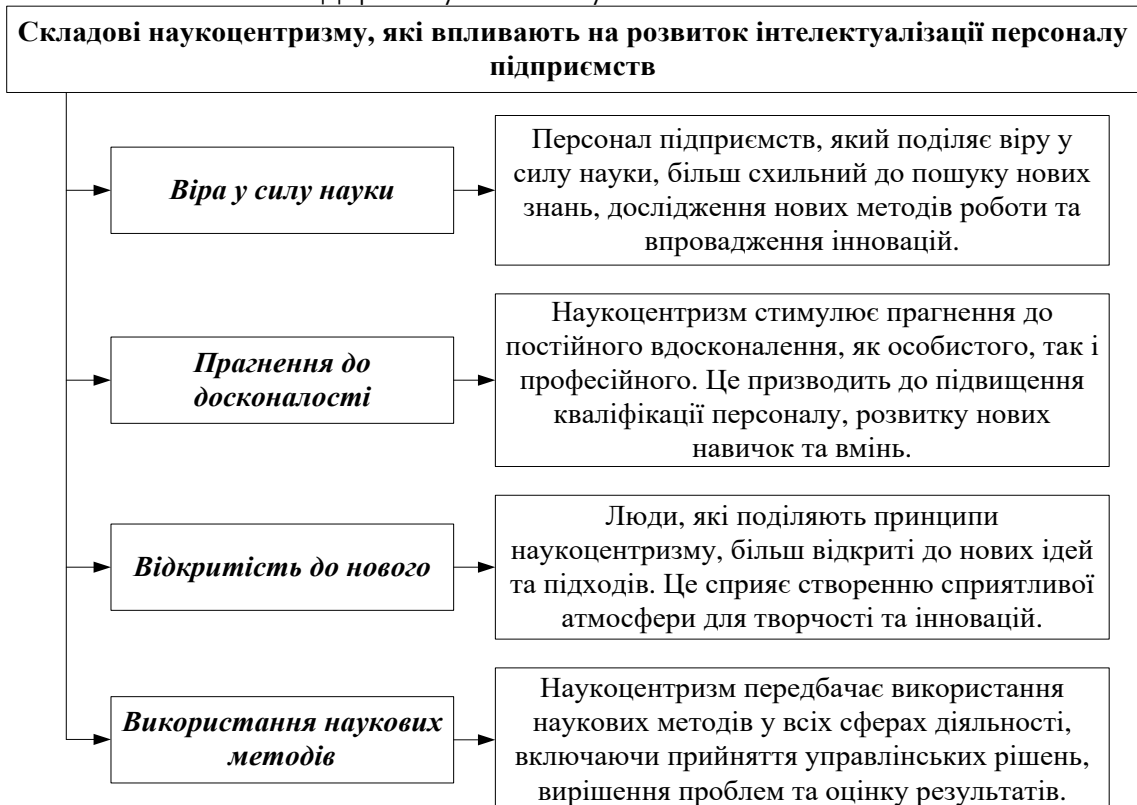 Складові наукоцентризму, які впливають на розвиток інтелектуалізації персоналу
підприємств
Віра у силу науки
Персонал підприємств, який поділяє віру у
силу науки, більш схильний до пошуку нових
знань, дослідження нових методів роботи та
впровадження інновацій.
Прагнення до
досконалості
Наукоцентризм стимулює прагнення до
постійного вдосконалення, як особистого, так і
професійного. Це призводить до підвищення
кваліфікації персоналу, розвитку нових
навичок та вмінь.
Відкритість до нового
Люди, які поділяють принципи
наукоцентризму, більш відкриті до нових ідей
та підходів. Це сприяє створенню сприятливої
атмосфери для творчості та інновацій.
Використання наукових
методів
Наукоцентризм передбачає використання
наукових методів у всіх сферах діяльності,
включаючи прийняття управлінських рішень,
вирішення проблем та оцінку результатів.